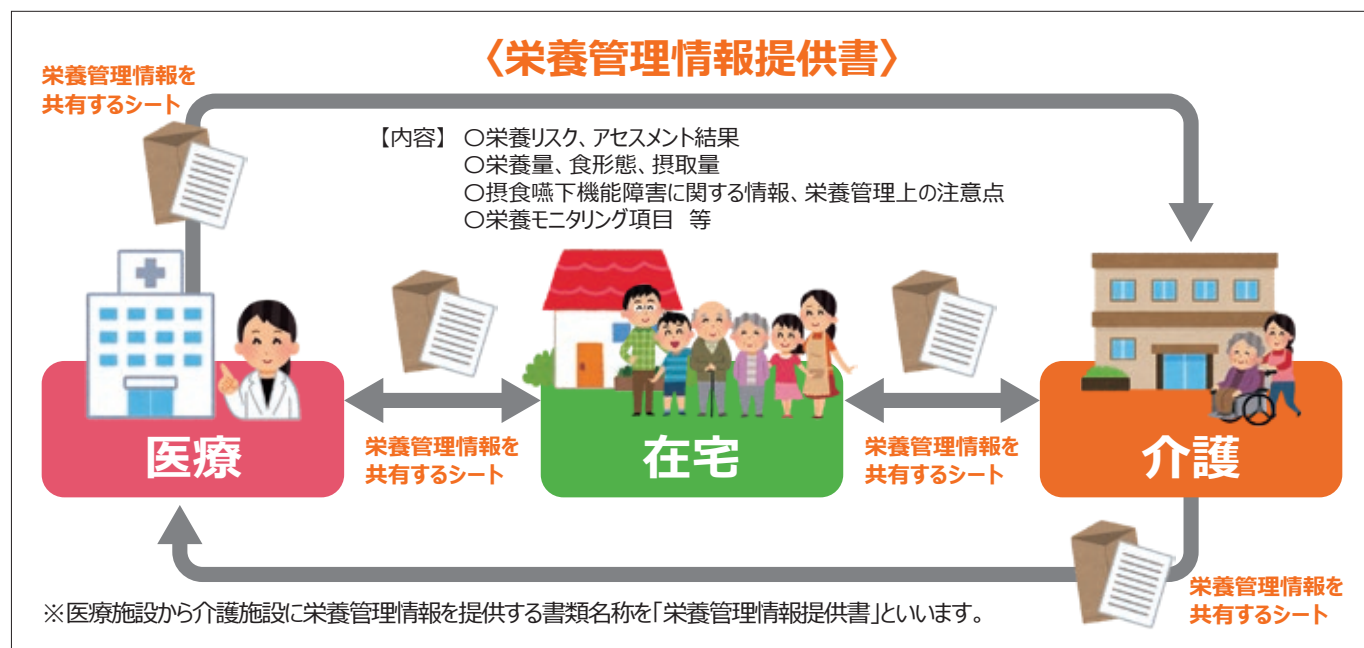 〈栄養管理情報提供書〉
栄養管理情報を
共有するシート
【内容】 〇栄養リスク、アセスメント結果
〇栄養量、食形態、摂取量
〇摂食嚥下機能障害に関する情報、栄養管理上の注意点
〇栄養モニタリング項目 等
医療
栄養管理情報を
共有するシート
在宅
栄養管理情報を
共有するシート
介護
栄養管理情報を
共有するシート
※医療施設から介護施設に栄養管理情報を提供する書類名称を「栄養管理情報提供書」といいます。